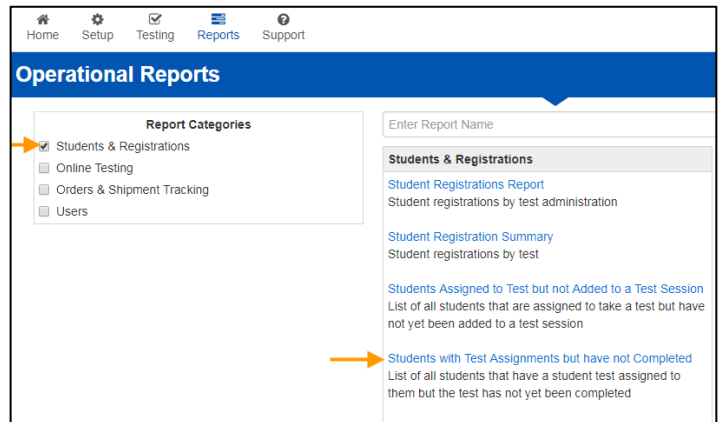 Home Setup Testing Reports Support
Operational Reports
Report Categories
Students & Registrations
Online Testing
Orders & Shipment Tracking
Users
Enter Report Name
Students & Registrations
Student Registrations Report
Student registrations by test administration
Student Registration Summary
Student registrations by test
Students Assigned to Test but not Added to a Test Session
List of all students that are assigned to take a test but have
not yet been added to a test session
Students with Test Assignments but have not Completed
List of all students that have a student test assigned to
them but the test has not yet been completed